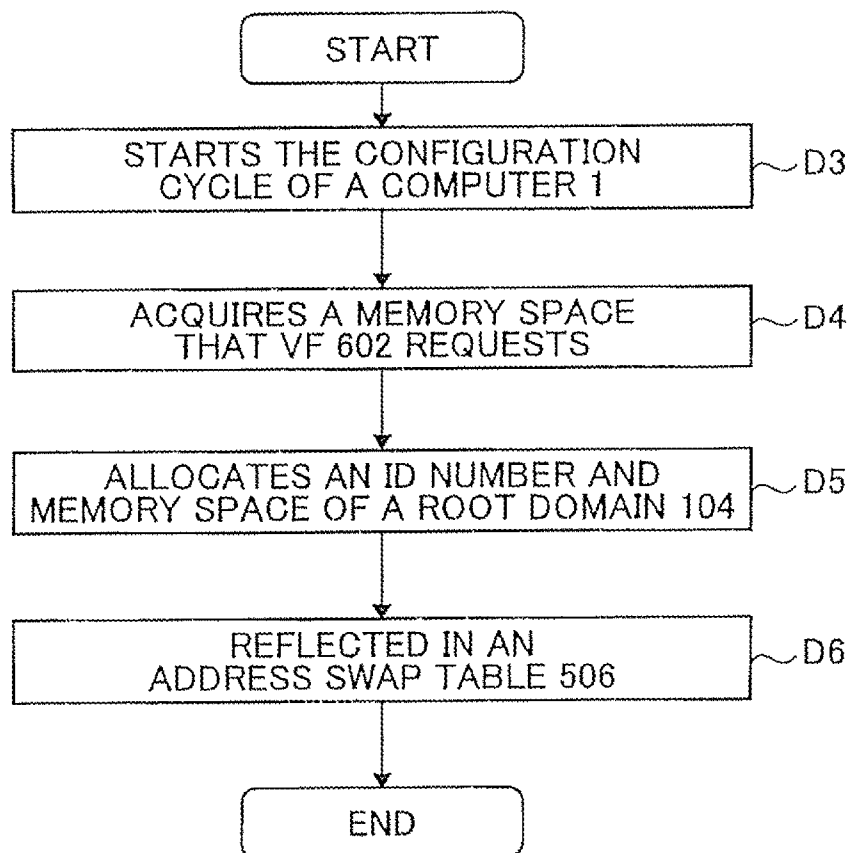 START
STARTS THE CONFIGURATION
CYCLE OF A COMPUTER 1
D3
ACQUIRES A MEMORY SPACE
THAT VF 602 REQUESTS
D4
ALLOCATES AN ID NUMBER AND
MEMORY SPACE OF A ROOT DOMAIN 104
D5
REFLECTED IN AN
ADDRESS SWAP TABLE 506
D6
END